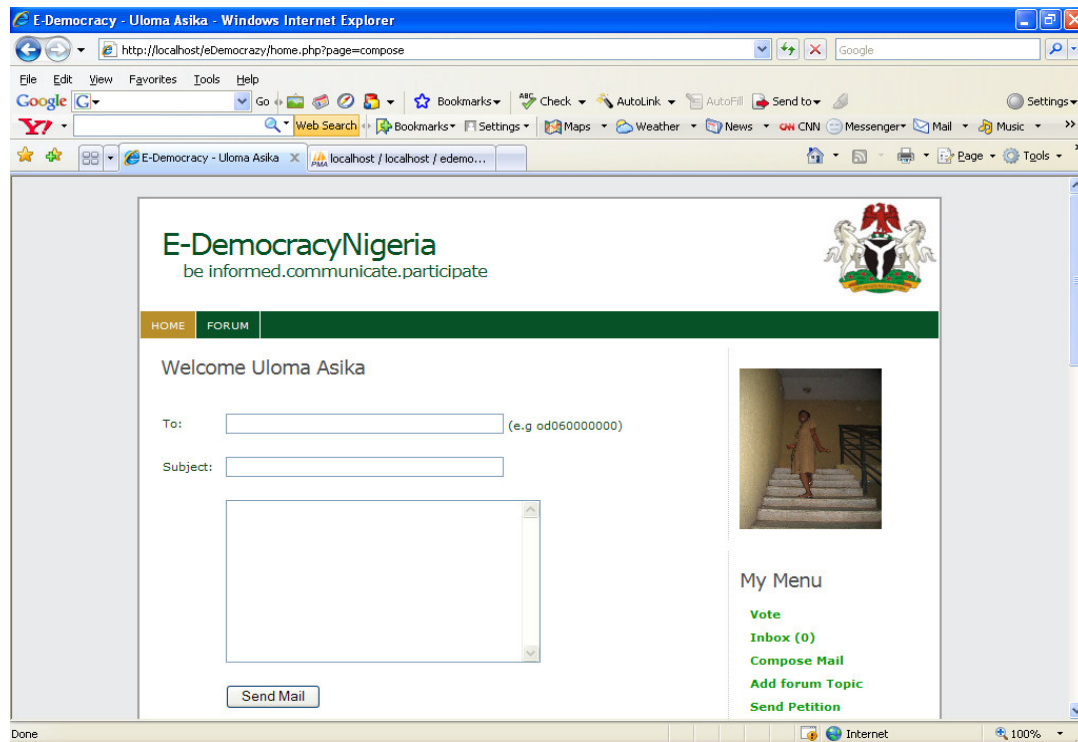 E-Democracy - Uloma Asika - Windows Internet Explorer
http://localhost/eDemocrazy/home.php?page=compose Google
File Edit View Favorites Tools Help
Google G Go Bookmarks ABC Check AutoLink AutoFill Send to Settings
Y! Web Search Bookmarks Settings Maps Weather News CNN CNN Messenger Mail Music >>
E-Democracy - Uloma Asika X PMA localhost / localhost / edemo... Page Tools
E-DemocracyNigeria
be informed.communicate.participate
HOME FORUM
Welcome Uloma Asika
To: (e.g od060000000)
Subject:
My Menu
Vote
Inbox (0)
Compose Mail
Add forum Topic
Send Petition
Send Mail
Done Internet 100%